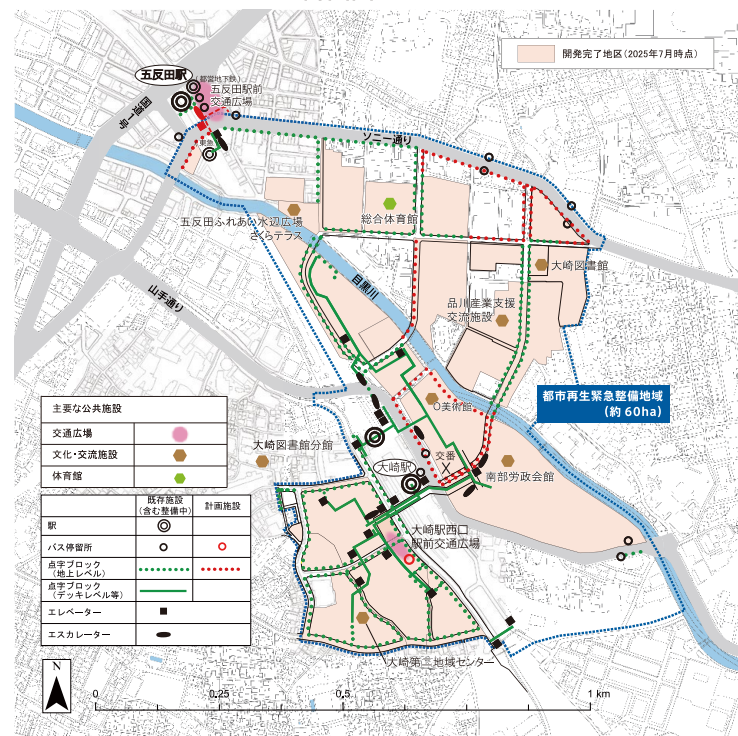 開発完了地区(2025年7月時点)
五反田駅
(都営地下鉄)
五反田駅前
交通広場
国道1号
東急
ソニー通り
総合体育館
五反田ふれあい水辺広場
さくらテラス
大崎図書館
目黒川
山手通り
品川産業支援
交流施設
都市再生緊急整備地域
(約 60ha)
O美術館
大崎図書館分館
大崎駅
交番
南部労政会館
大崎駅西口
駅前交通広場
大崎第二地域センター
主要な公共施設
交通広場
文化・交流施設
体育館
既存施設
(含む整備中)
計画施設
駅
バス停留所
点字ブロック
(地上レベル)
点字ブロック
(デッキレベル等)
エレベーター
エスカレーター
N
0 0.25 0.5 1 km